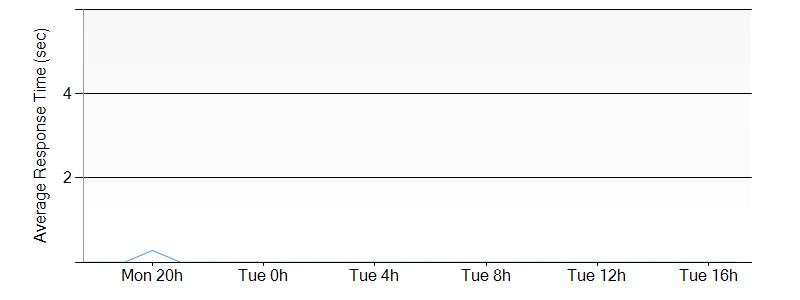 Average Response Time (sec)
4
2
Mon 20h Tue 0h Tue 4h Tue 8h Tue 12h Tue 16h